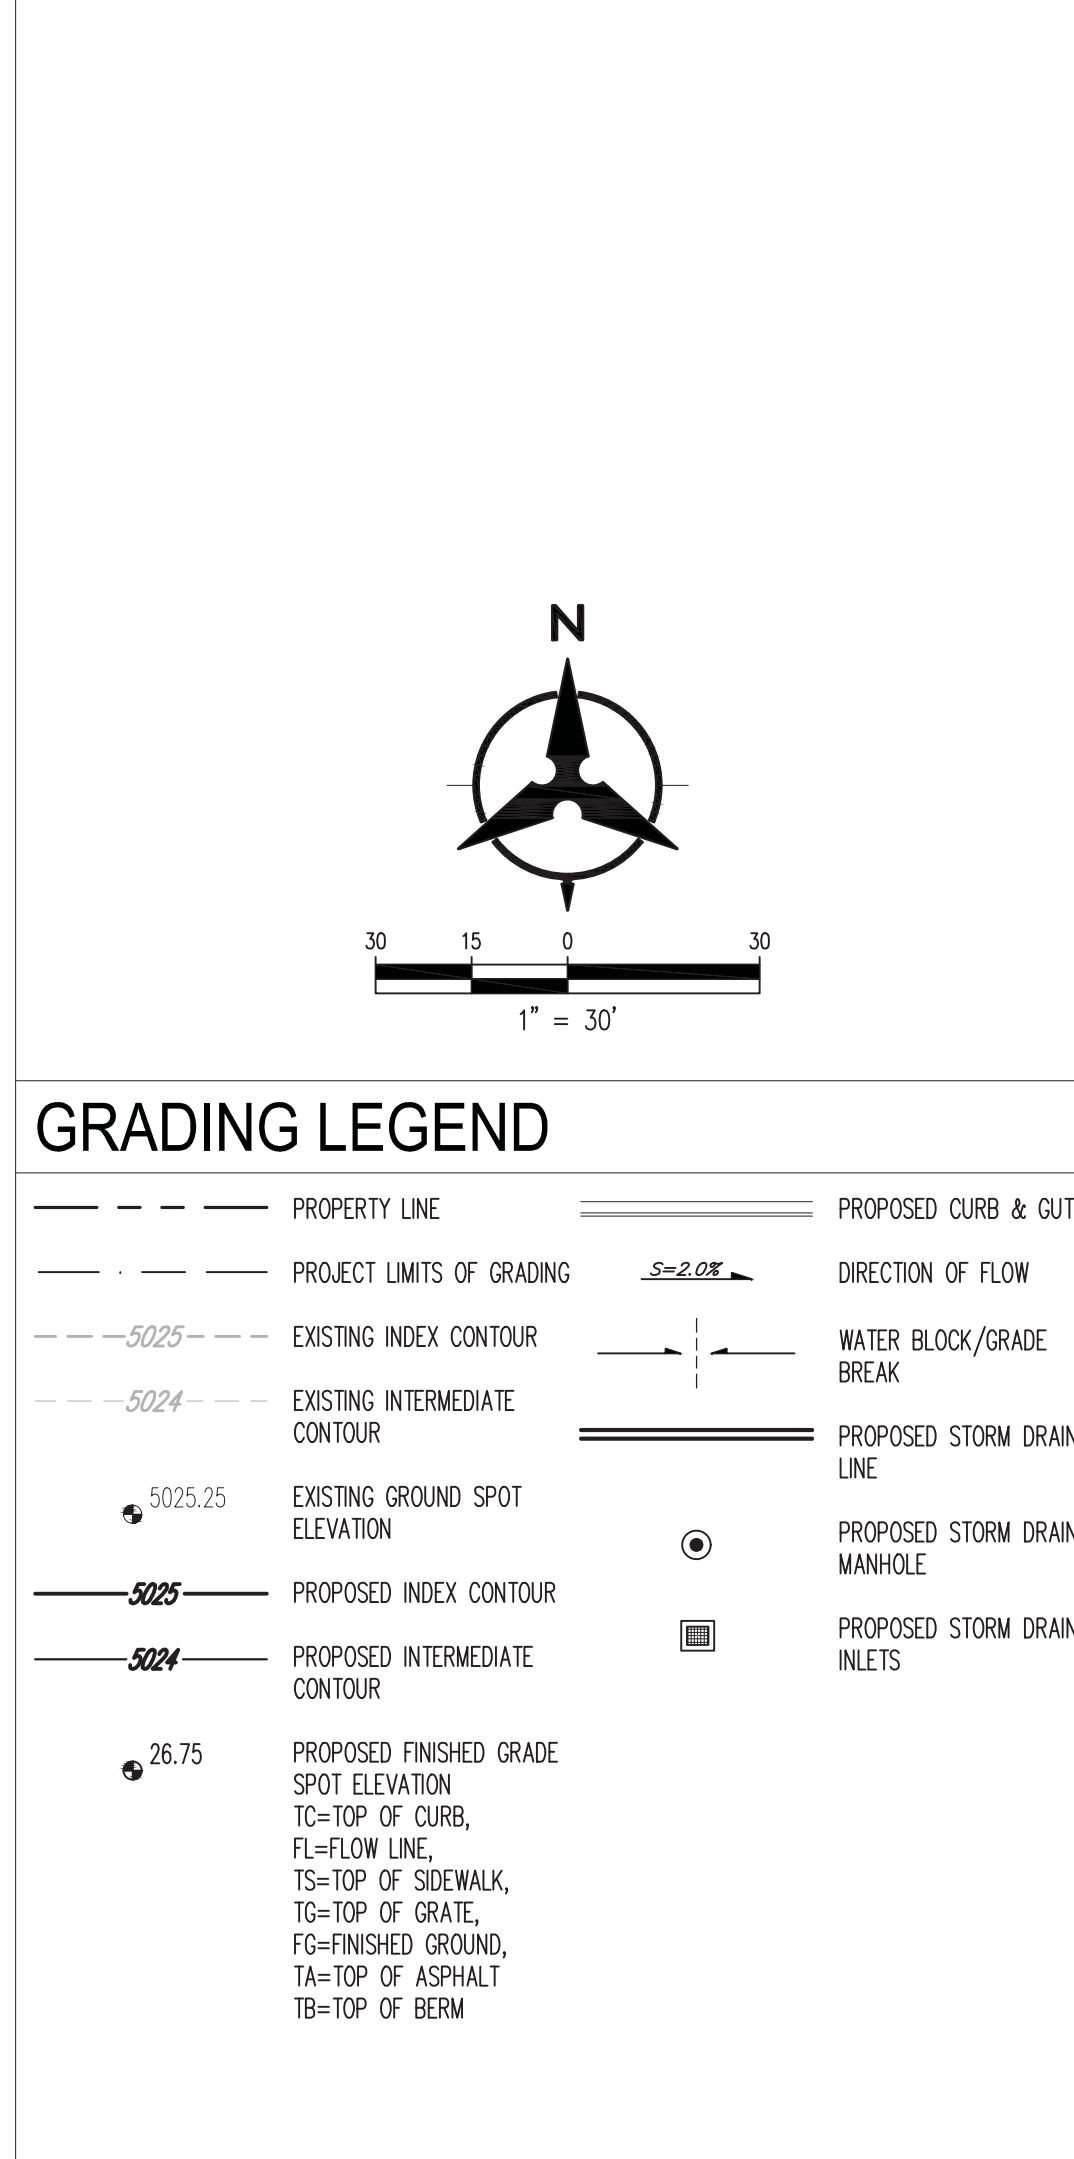 N
30 15 0 30
1" = 30'
GRADING LEGEND
PROPERTY LINE
PROJECT LIMITS OF GRADING
5025 EXISTING INDEX CONTOUR
5024 EXISTING INTERMEDIATE
CONTOUR
5025.25 EXISTING GROUND SPOT
ELEVATION
5025 PROPOSED INDEX CONTOUR
5024 PROPOSED INTERMEDIATE
CONTOUR
26.75 PROPOSED FINISHED GRADE
SPOT ELEVATION
TC=TOP OF CURB,
FL=FLOW LINE,
TS=TOP OF SIDEWALK,
TG=TOP OF GRATE,
FG=FINISHED GROUND,
TA=TOP OF ASPHALT
TB=TOP OF BERM
PROPOSED CURB & GUT
S=2.0% DIRECTION OF FLOW
WATER BLOCK/GRADE
BREAK
PROPOSED STORM DRAIN
LINE
PROPOSED STORM DRAIN
MANHOLE
PROPOSED STORM DRAIN
INLETS